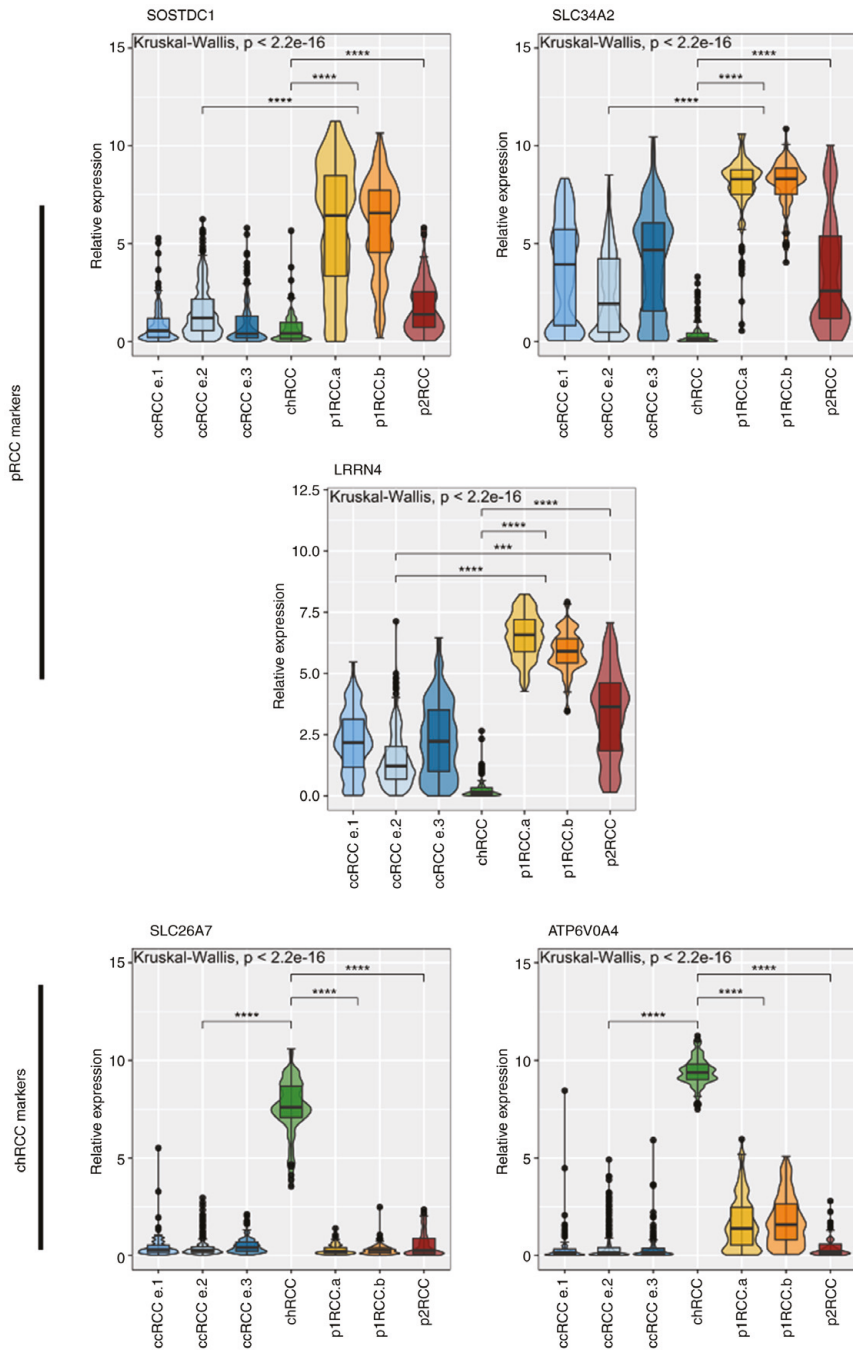 SOSTDC1
Kruskal-Wallis, p < 2.2e-16
****
****
****
15
10
5
0
Relative expression
ccRCC e.1
ccRCC e.2
ccRCC e.3
chRCC
p1RCC.a
p1RCC.b
p2RCC
SLC34A2
Kruskal-Wallis, p < 2.2e-16
****
****
****
15
10
5
0
Relative expression
ccRCC e.1
ccRCC e.2
ccRCC e.3
chRCC
p1RCC.a
p1RCC.b
p2RCC
pRCC markers
LRRN4
Kruskal-Wallis, p < 2.2e-16
****
****
***
****
12.5
10.0
7.5
5.0
2.5
0.0
Relative expression
ccRCC e.1
ccRCC e.2
ccRCC e.3
chRCC
p1RCC.a
p1RCC.b
p2RCC
chRCC markers
SLC26A7
Kruskal-Wallis, p < 2.2e-16
****
****
****
15
10
5
0
Relative expression
ccRCC e.1
ccRCC e.2
ccRCC e.3
chRCC
p1RCC.a
p1RCC.b
p2RCC
ATP6V0A4
Kruskal-Wallis, p < 2.2e-16
****
****
****
15
10
5
0
Relative expression
ccRCC e.1
ccRCC e.2
ccRCC e.3
chRCC
p1RCC.a
p1RCC.b
p2RCC